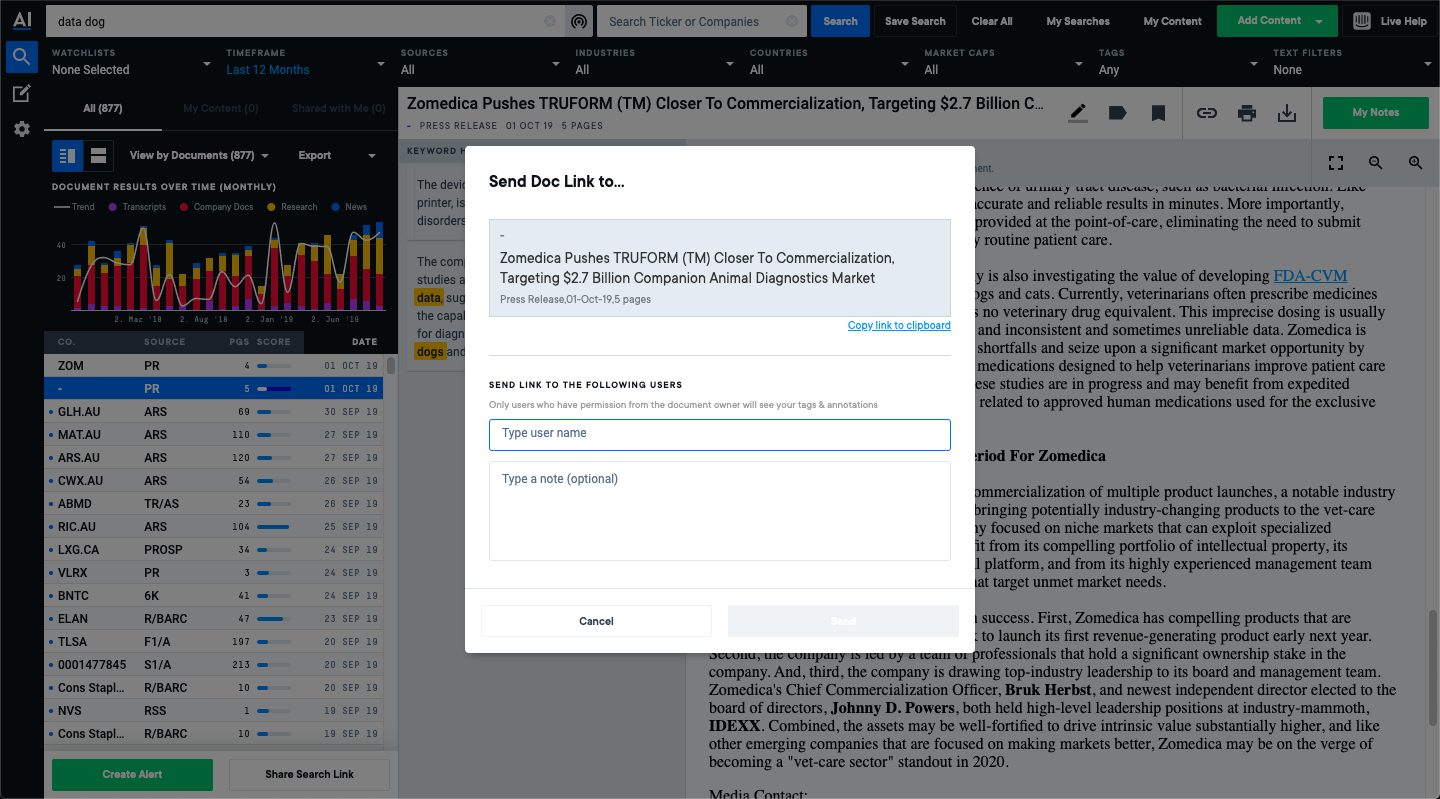 AI
data dog
Search Ticker or Companies
Search
Save Search
Clear All
My Searches
My Content
Add Content
Live Help
WATCHLISTS
None Selected
TIMEFRAME
Last 12 Months
SOURCES
All
INDUSTRIES
All
COUNTRIES
All
MARKET CAPS
All
TAGS
Any
TEXT FILTERS
None
All (877)
My Content (0)
Shared with Me (0)
View by Documents (877)
Export
DOCUMENT RESULTS OVER TIME (MONTHLY)
Trend
Transcripts
Company Docs
Research
News
40
20
2. Mar '18
2. Aug '18
2. Jan '19
2. Jun '19
CO. SOURCE PGS SCORE DATE
ZOM PR 4 01 OCT 19
- PR 5 01 OCT 19
GLH.AU ARS 69 30 SEP 19
MAT.AU ARS 110 27 SEP 19
ARS.AU ARS 120 27 SEP 19
CWX.AU ARS 54 26 SEP 19
ABMD TR/AS 23 26 SEP 19
RIC.AU ARS 104 25 SEP 19
LXG.CA PROSP 34 24 SEP 19
VLRX PR 3 24 SEP 19
BNTC 6K 41 24 SEP 19
ELAN R/BARC 47 23 SEP 19
TLSA F1/A 197 20 SEP 19
0001477845 S1/A 213 20 SEP 19
Cons Stapl... R/BARC 10 20 SEP 19
NVS RSS 1 19 SEP 19
Cons Stapl... R/BARC 10 19 SEP 19
Create Alert
Share Search Link
Zomedica Pushes TRUFORM (TM) Closer To Commercialization, Targeting $2.7 Billion C...
- PRESS RELEASE 01 OCT 19 5 PAGES
My Notes
KEYWORD
The
printer, is
disorders
The
studies a
data,
the
for
dogs and
Send Doc Link to...
-
Zomedica Pushes TRUFORM (TM) Closer To Commercialization,
Targeting $2.7 Billion Companion Animal Diagnostics Market
Press Release,01-Oct-19,5 pages
Copy link to clipboard
SEND LINK TO THE FOLLOWING USERS
Only users who have permission from the document owner will see your tags & annotations
Type user name
Type a note (optional)
Cancel
Send
of urinary tract disease, such as bacterial infection. Like
accurate and reliable results in minutes. More importantly,
provided at the point-of-care, eliminating the need to submit
routine patient care.
is also investigating the value of developing FDA-CVM
and cats. Currently, veterinarians often prescribe medicines
no veterinary drug equivalent. This imprecise dosing is usually
and inconsistent and sometimes unreliable data. Zomedica is
shortfalls and seize upon a significant market opportunity by
medications designed to help veterinarians improve patient care
studies are in progress and may benefit from expedited
related to approved human medications used for the exclusive
For Zomedica
of multiple product launches, a notable industry
bringing potentially industry-changing products to the vet-care
focused on niche markets that can exploit specialized
from its compelling portfolio of intellectual property, its
platform, and from its highly experienced management team
target unmet market needs.
success. First, Zomedica has compelling products that are
to launch its first revenue-generating product early next year.
Second, the company is led by a team of professionals that hold a significant ownership stake in the
company. And, third, the company is drawing top-industry leadership to its board and management team.
Zomedica's Chief Commercialization Officer, Bruk Herbst, and newest independent director elected to the
board of directors, Johnny D. Powers, both held high-level leadership positions at industry-mammoth,
IDEXX. Combined, the assets may be well-fortified to drive intrinsic value substantially higher, and like
other emerging companies that are focused on making markets better, Zomedica may be on the verge of
becoming a "vet-care sector" standout in 2020.
Media Contact: